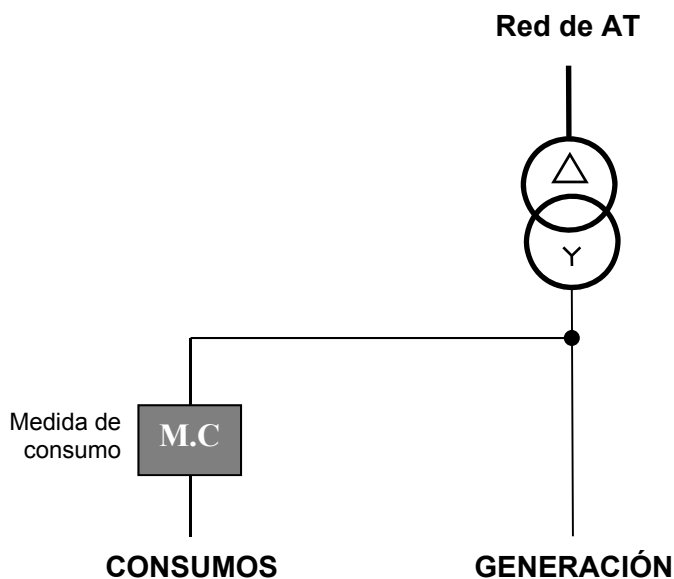 Red de AT
Medida de
consumo
M.C
CONSUMOS
GENERACIÓN